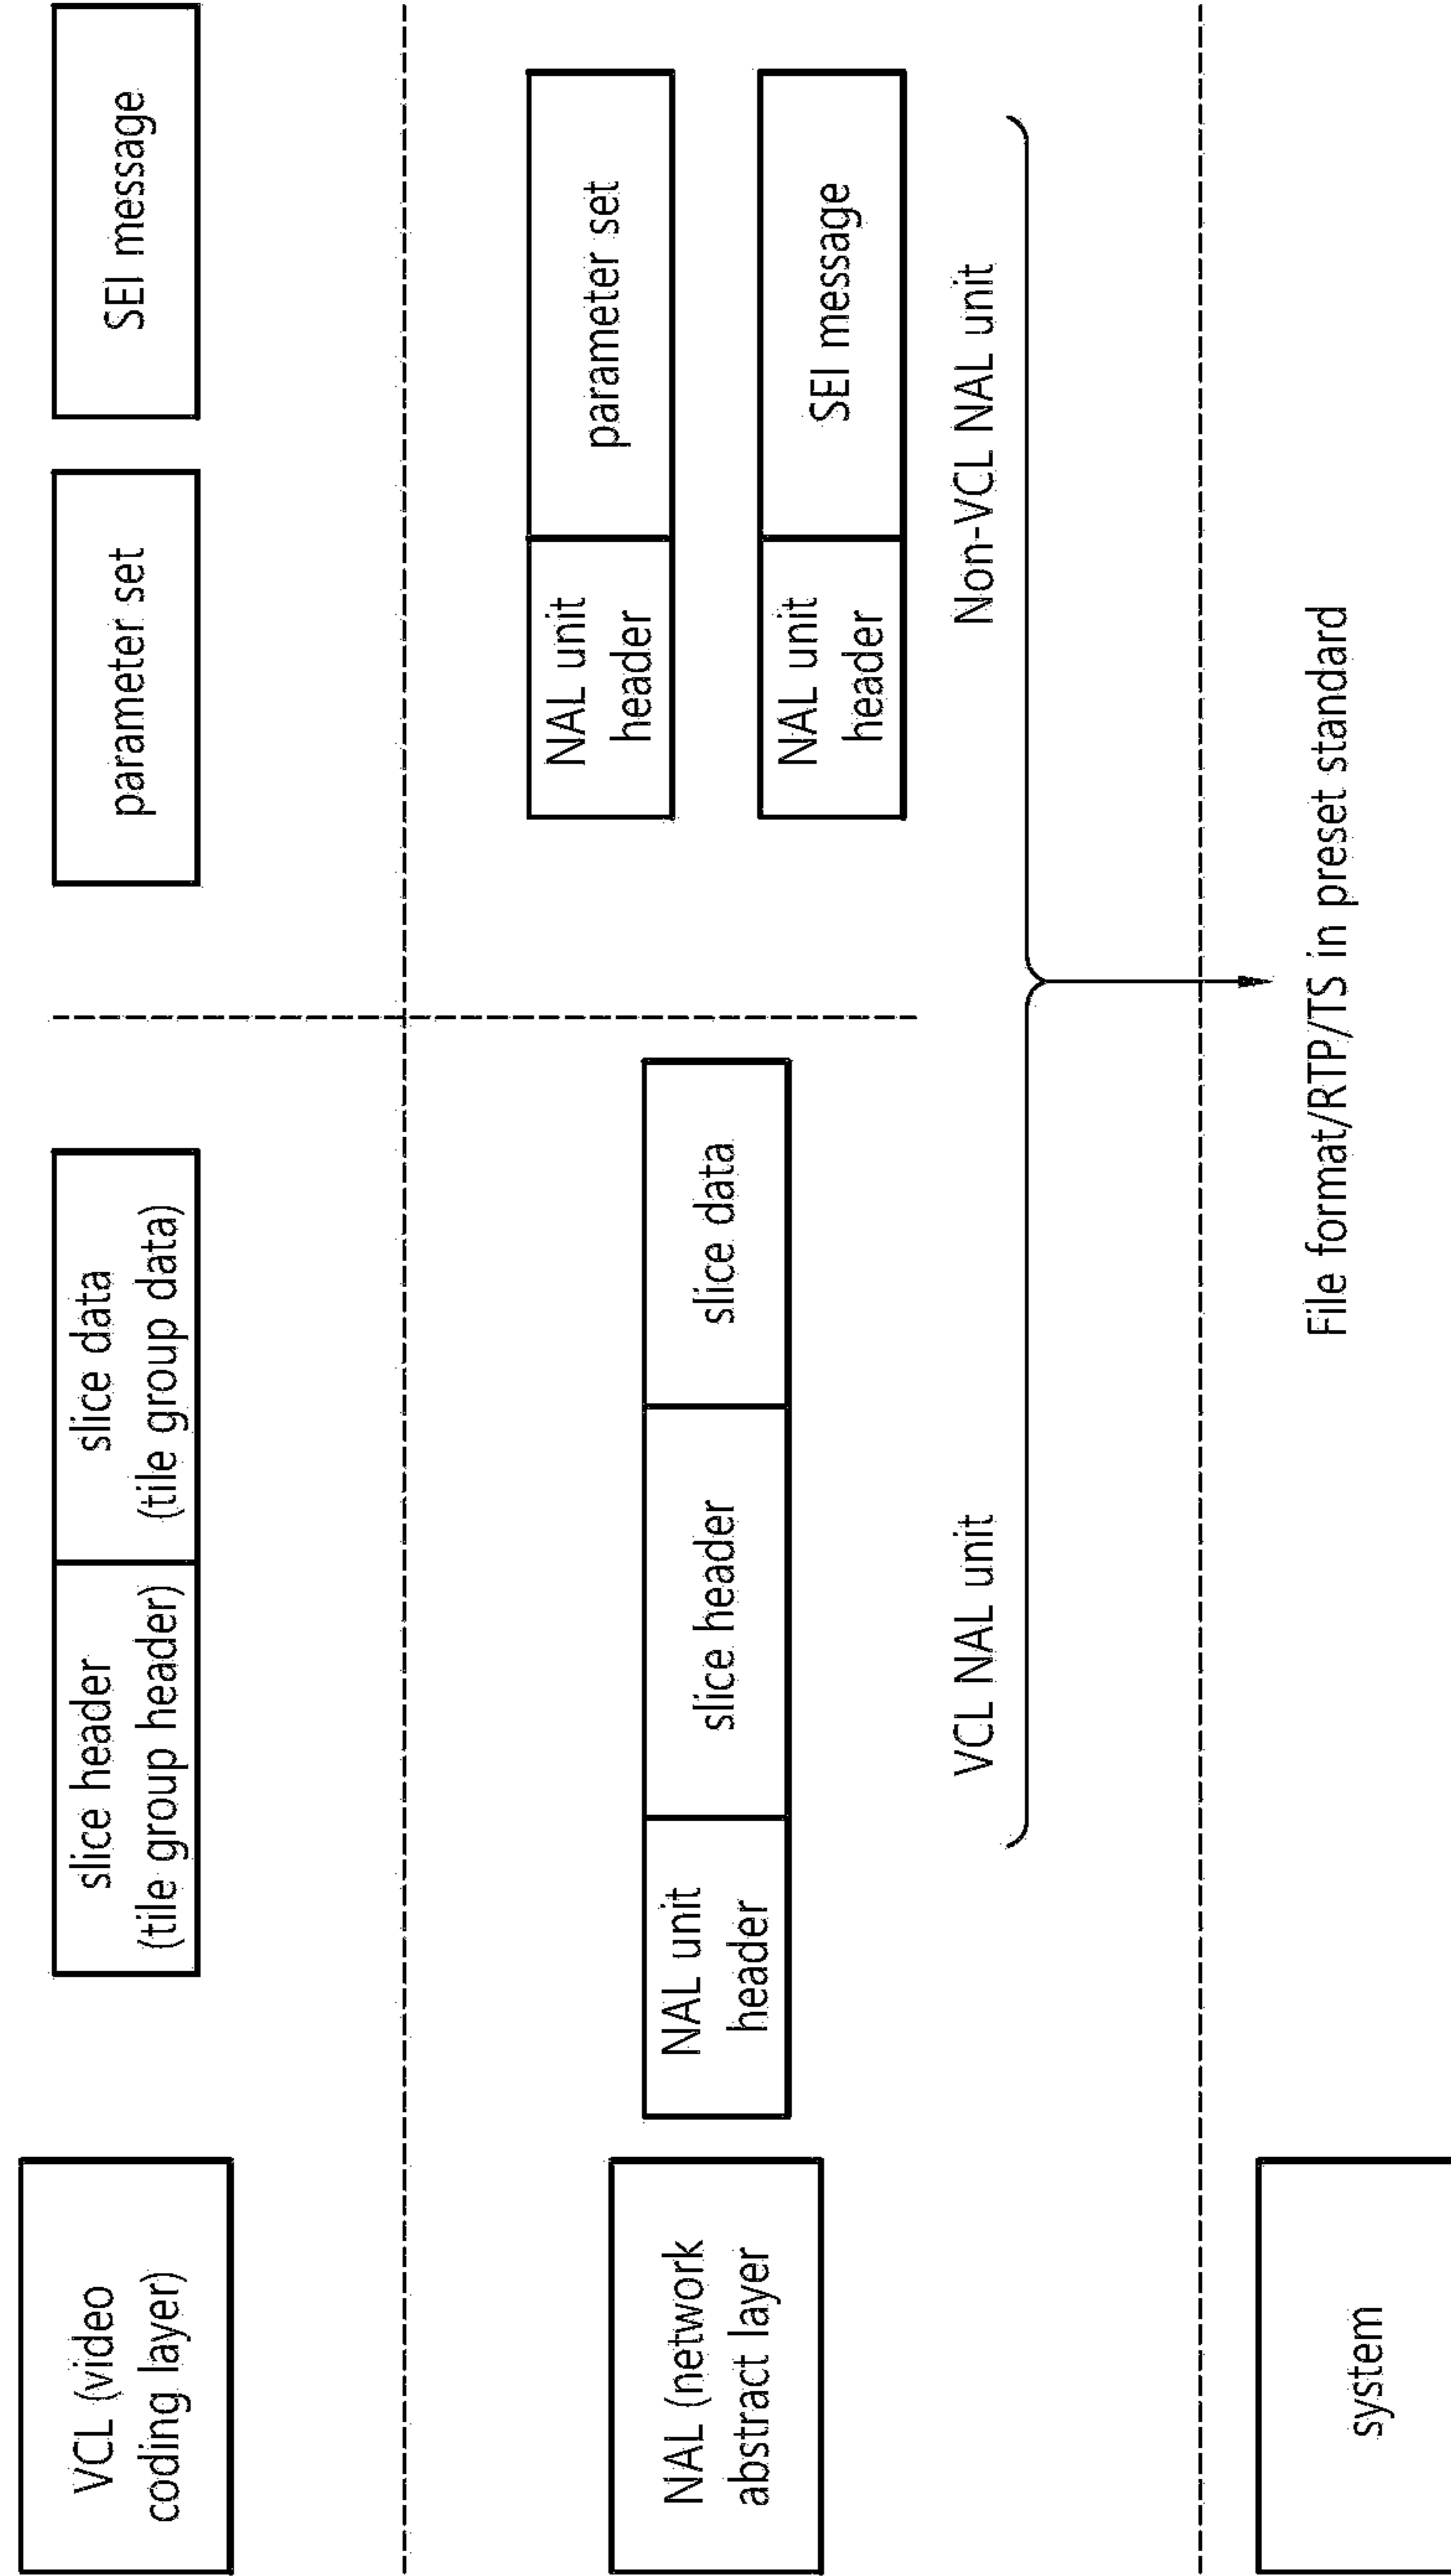 VCL (video
coding layer)
slice header
(tile group header)
slice data
(tile group data)
parameter set
SEI message
NAL (network
abstract layer
NAL unit
header
slice header
slice data
NAL unit
header
parameter set
NAL unit
header
SEI message
VCL NAL unit
Non-VCL NAL unit
system
File format/RTP/TS in preset standard